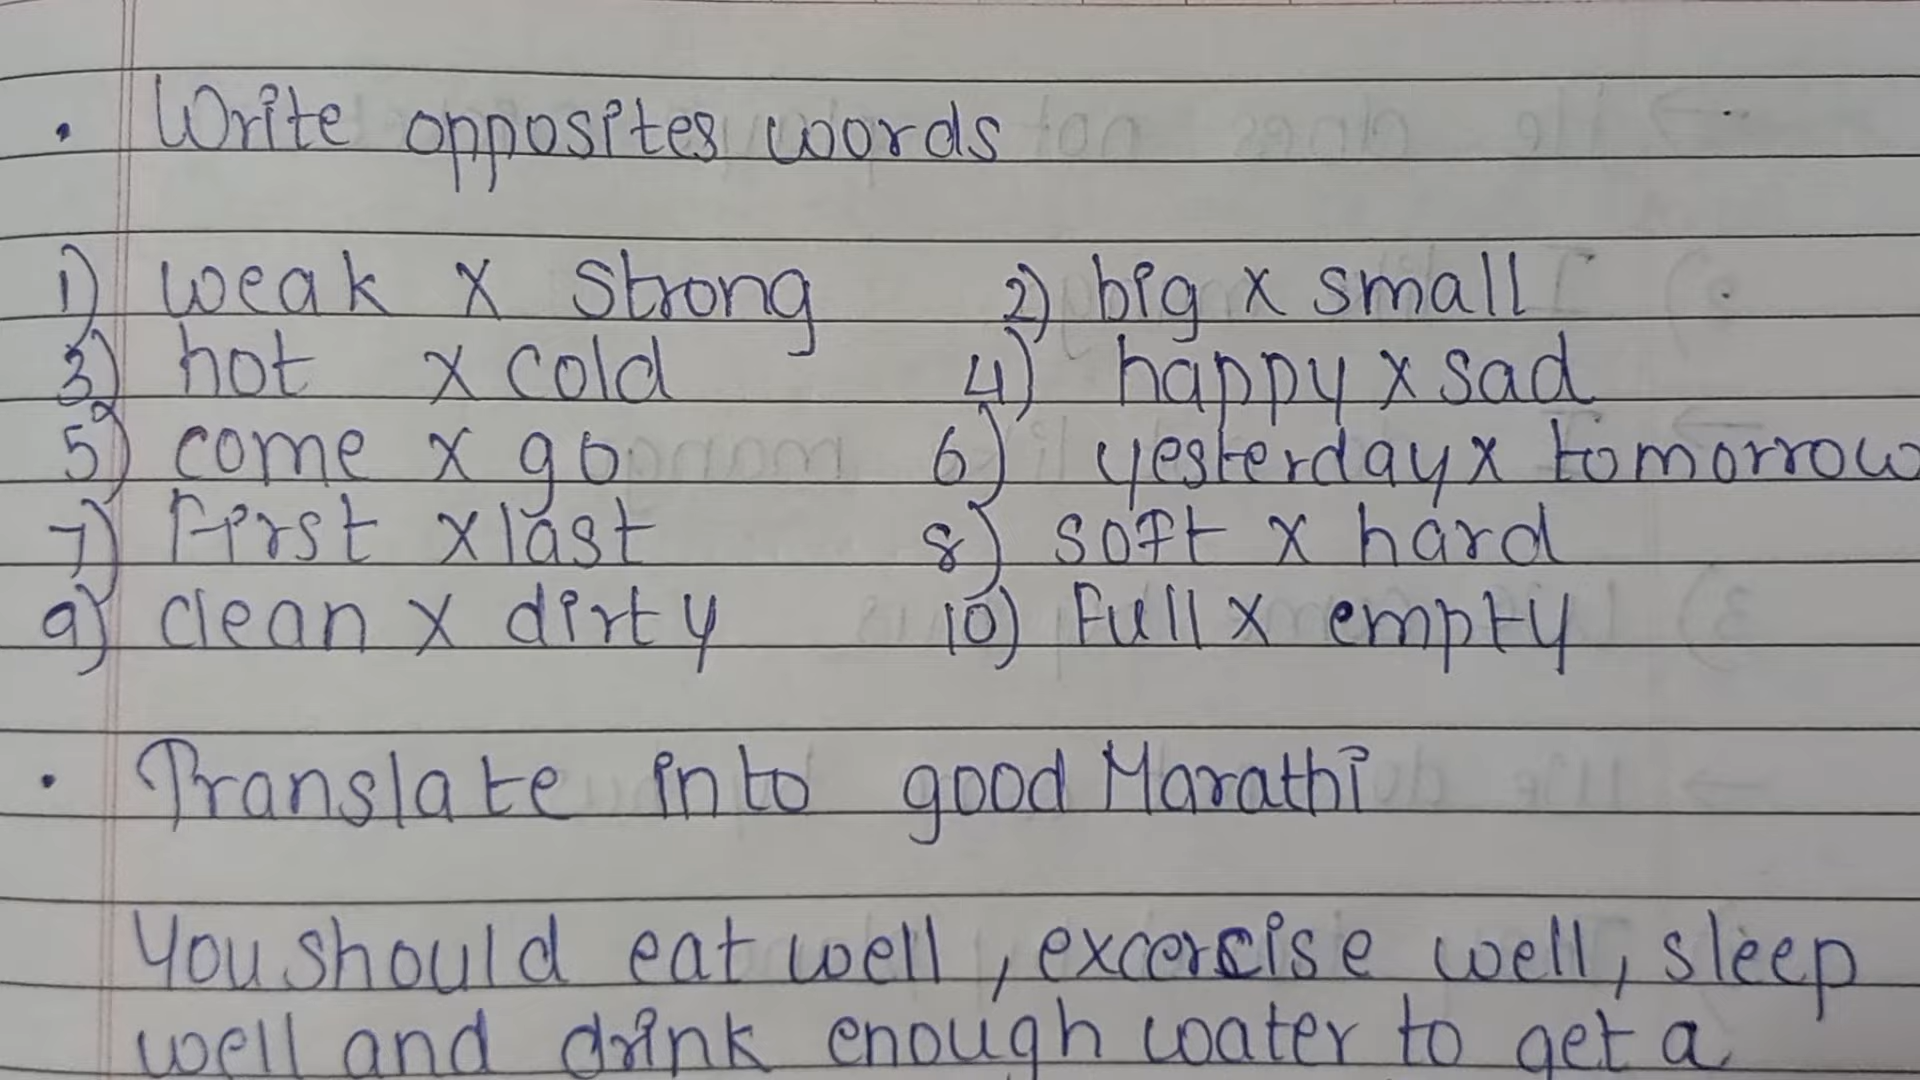 • Write opposites words
1) weak x strong 2) big x small
3) hot x cold 4) happy x sad
5) come x go 6) yesterday x tomorrow
7) First x last 8) soft x hard
9) clean x dirty 10) Full x empty
• Translate into good Marathi
You should eat well, excercise well, sleep
well and drink enough water to get a